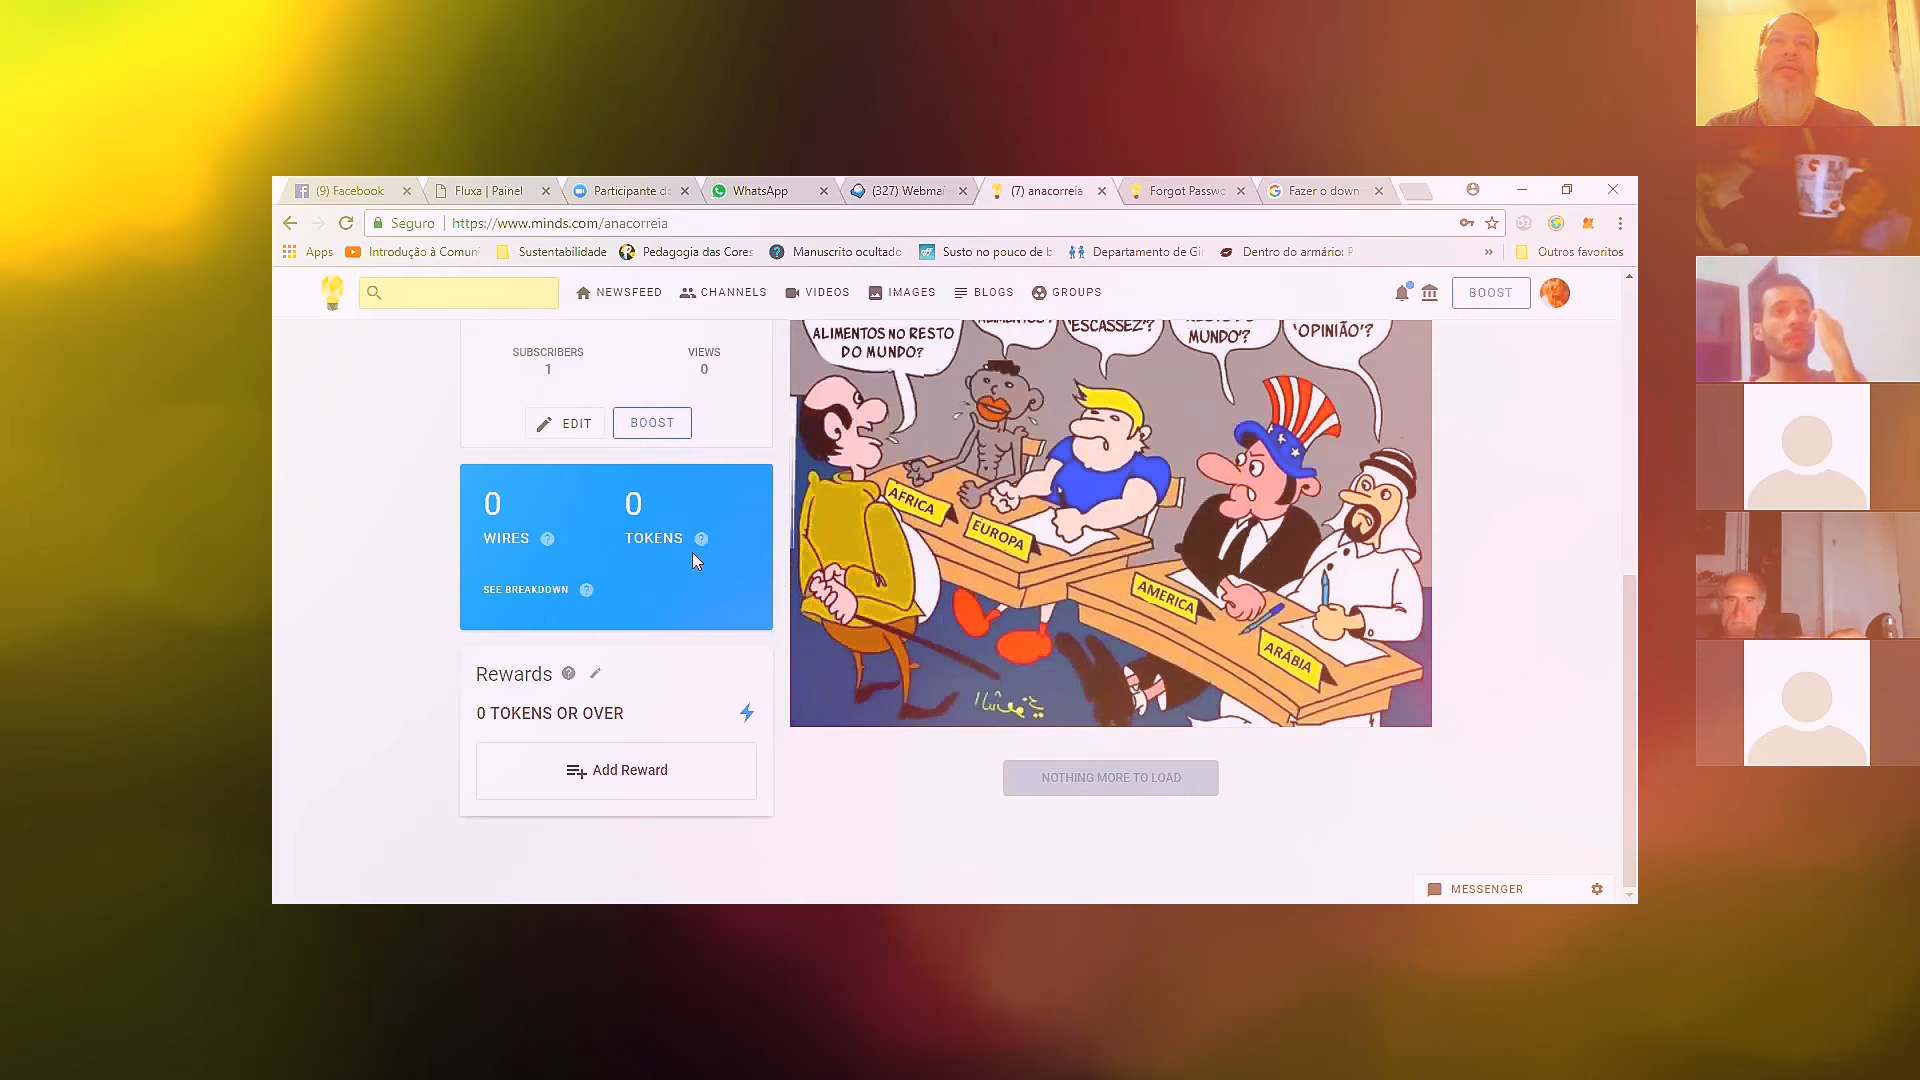 (9) Facebook
Fluxa | Painel
Participante d
WhatsApp
(327) Webmai
(7) anacorreia
Forgot Passw
Fazer o down
Seguro
https://www.minds.com/anacorreia
Apps
Introdução à Comun
Sustentabilidade
Pedagogia das Cores
Manuscrito ocultado
Susto no pouco de b
Departamento de Gi
Dentro do armário: P
»
Outros favoritos
NEWSFEED
CHANNELS
VIDEOS
IMAGES
BLOGS
GROUPS
BOOST
SUBSCRIBERS
1
VIEWS
0
EDIT
BOOST
0
WIRES ?
0
TOKENS ?
SEE BREAKDOWN ?
Rewards ?
0 TOKENS OR OVER
Add Reward
ALIMENTOS NO RESTO
DO MUNDO?
'ESCASSEZ'?
MUNDO'?
'OPINIÃO'?
AFRICA
EUROPA
AMERICA
ARÁBIA
NOTHING MORE TO LOAD
MESSENGER